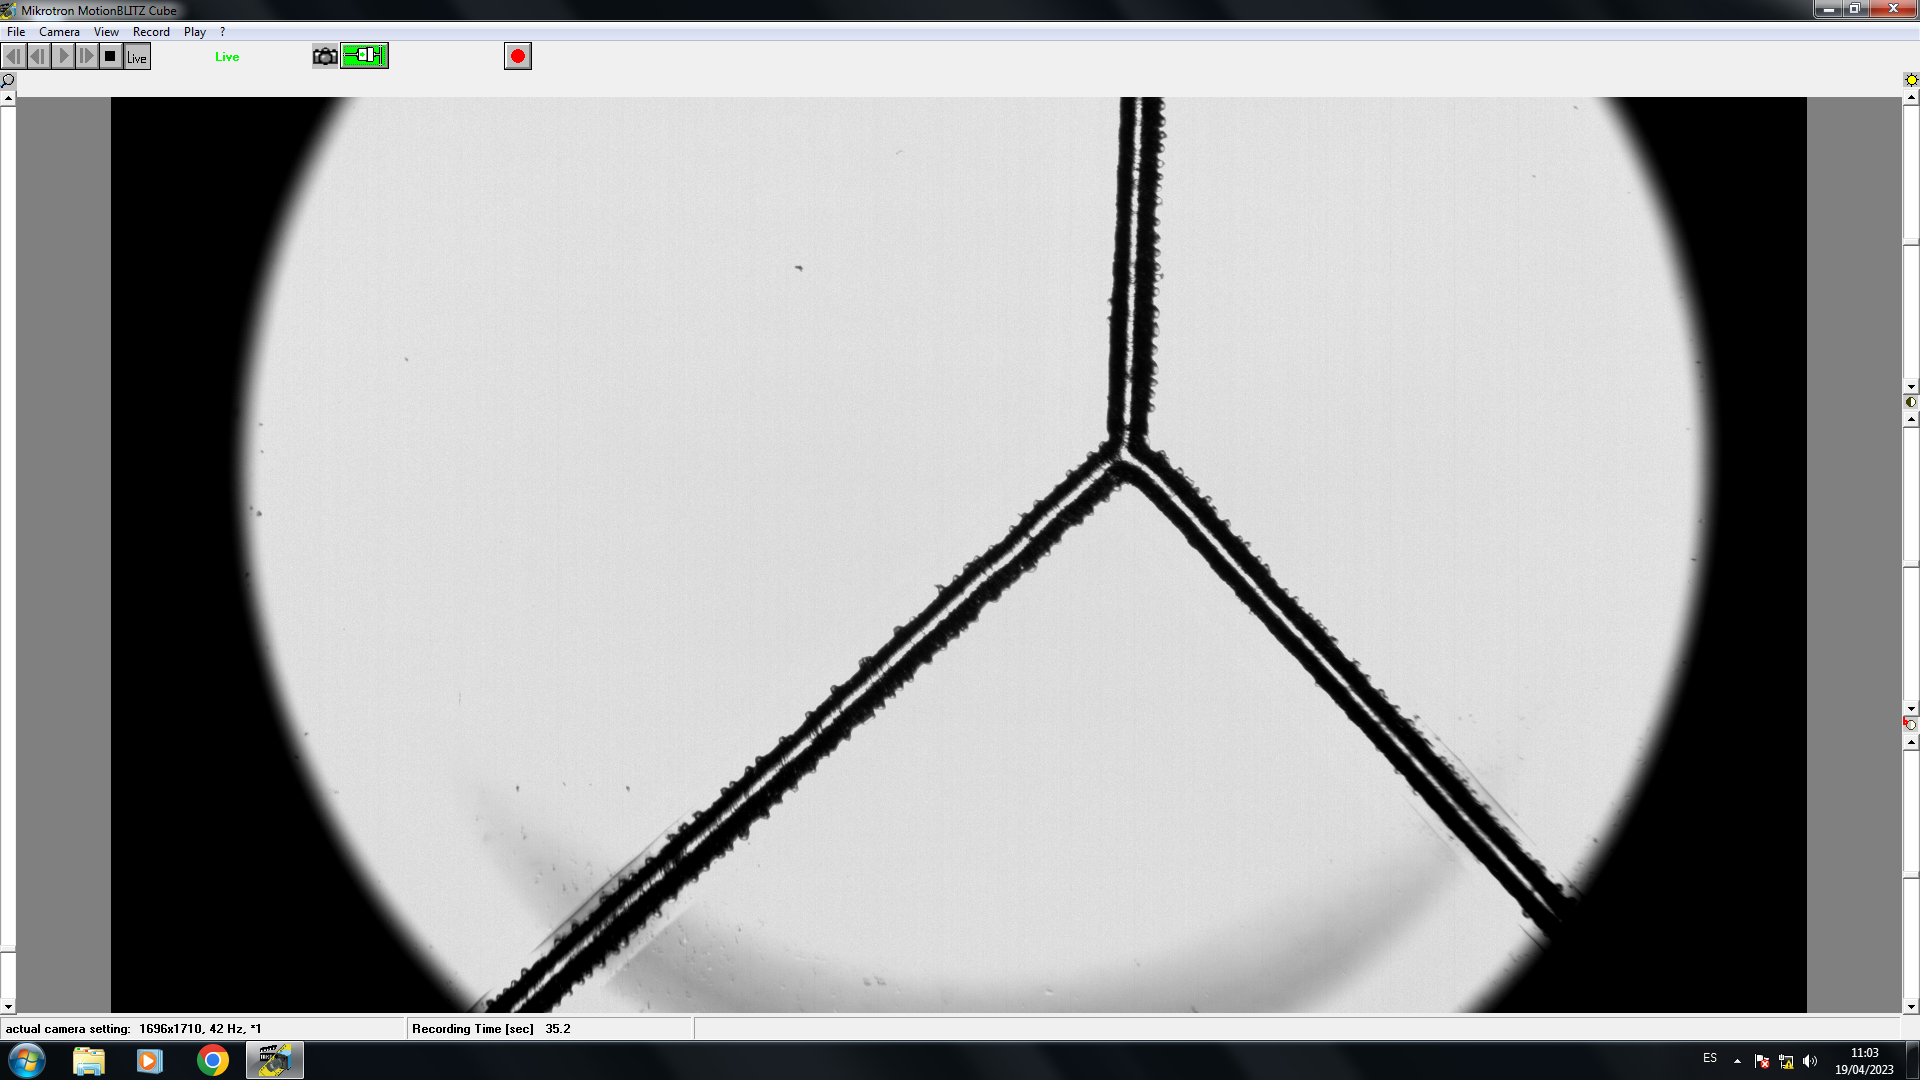 Mikrotron MotionBLITZ Cube
File Camera View Record Play ?
Live Live
actual camera setting: 1696x1710, 42 Hz, *1 Recording Time [sec] 35.2
ES 11:03
19/04/2023